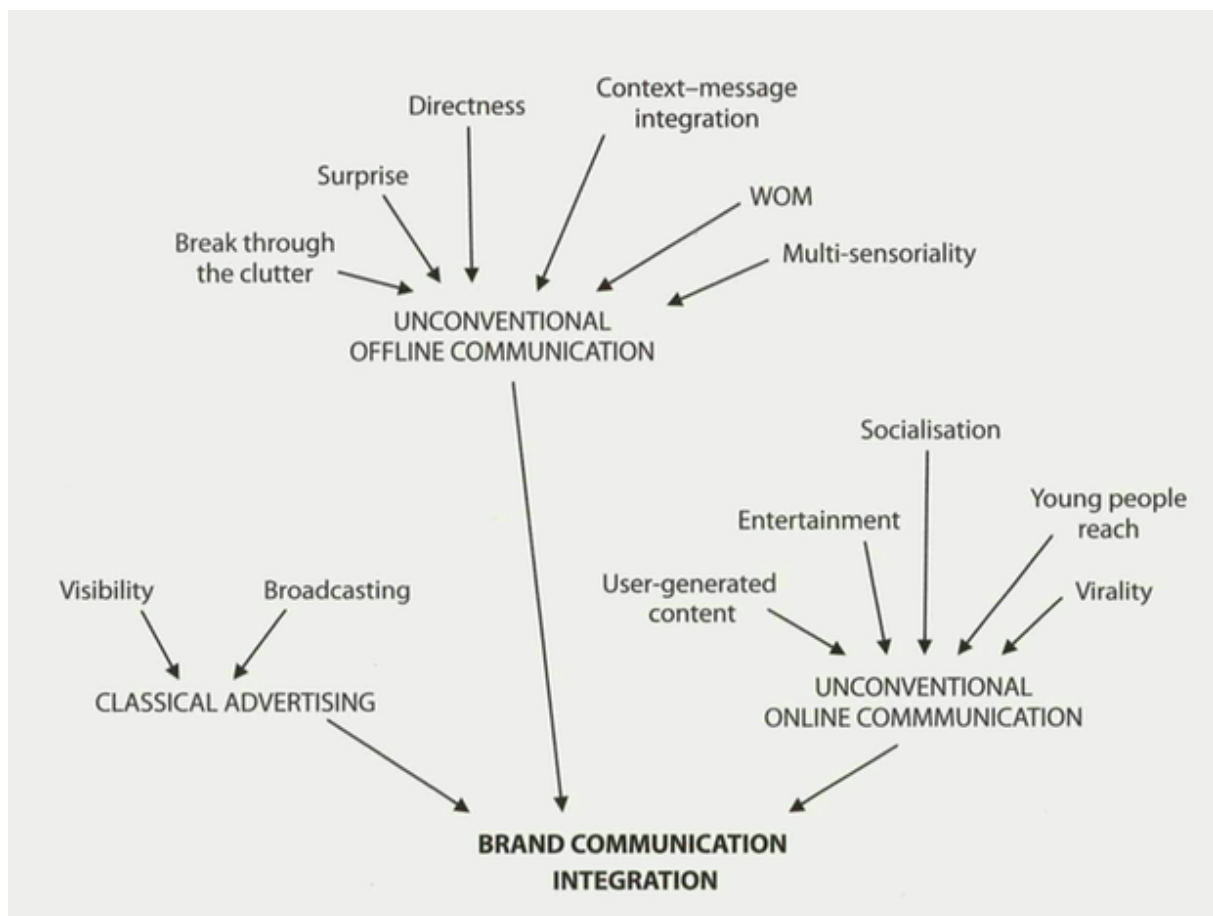 Directness
Context–message
integration
Surprise
WOM
Break through
the clutter
Multi-sensoriality
UNCONVENTIONAL
OFFLINE COMMUNICATION
Socialisation
Young people
reach
Entertainment
User-generated
content
Virality
Visibility
Broadcasting
CLASSICAL ADVERTISING
UNCONVENTIONAL
ONLINE COMMMUNICATION
BRAND COMMUNICATION
INTEGRATION